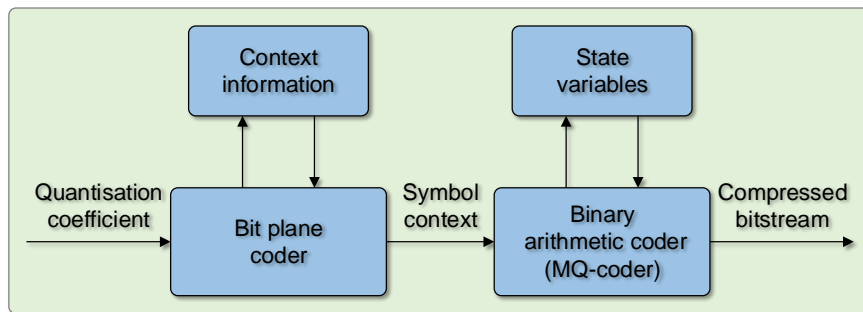 Context
information
State
variables
Quantisation
coefficient
Bit plane
coder
Symbol
context
Binary
arithmetic coder
(MQ-coder)
Compressed
bitstream